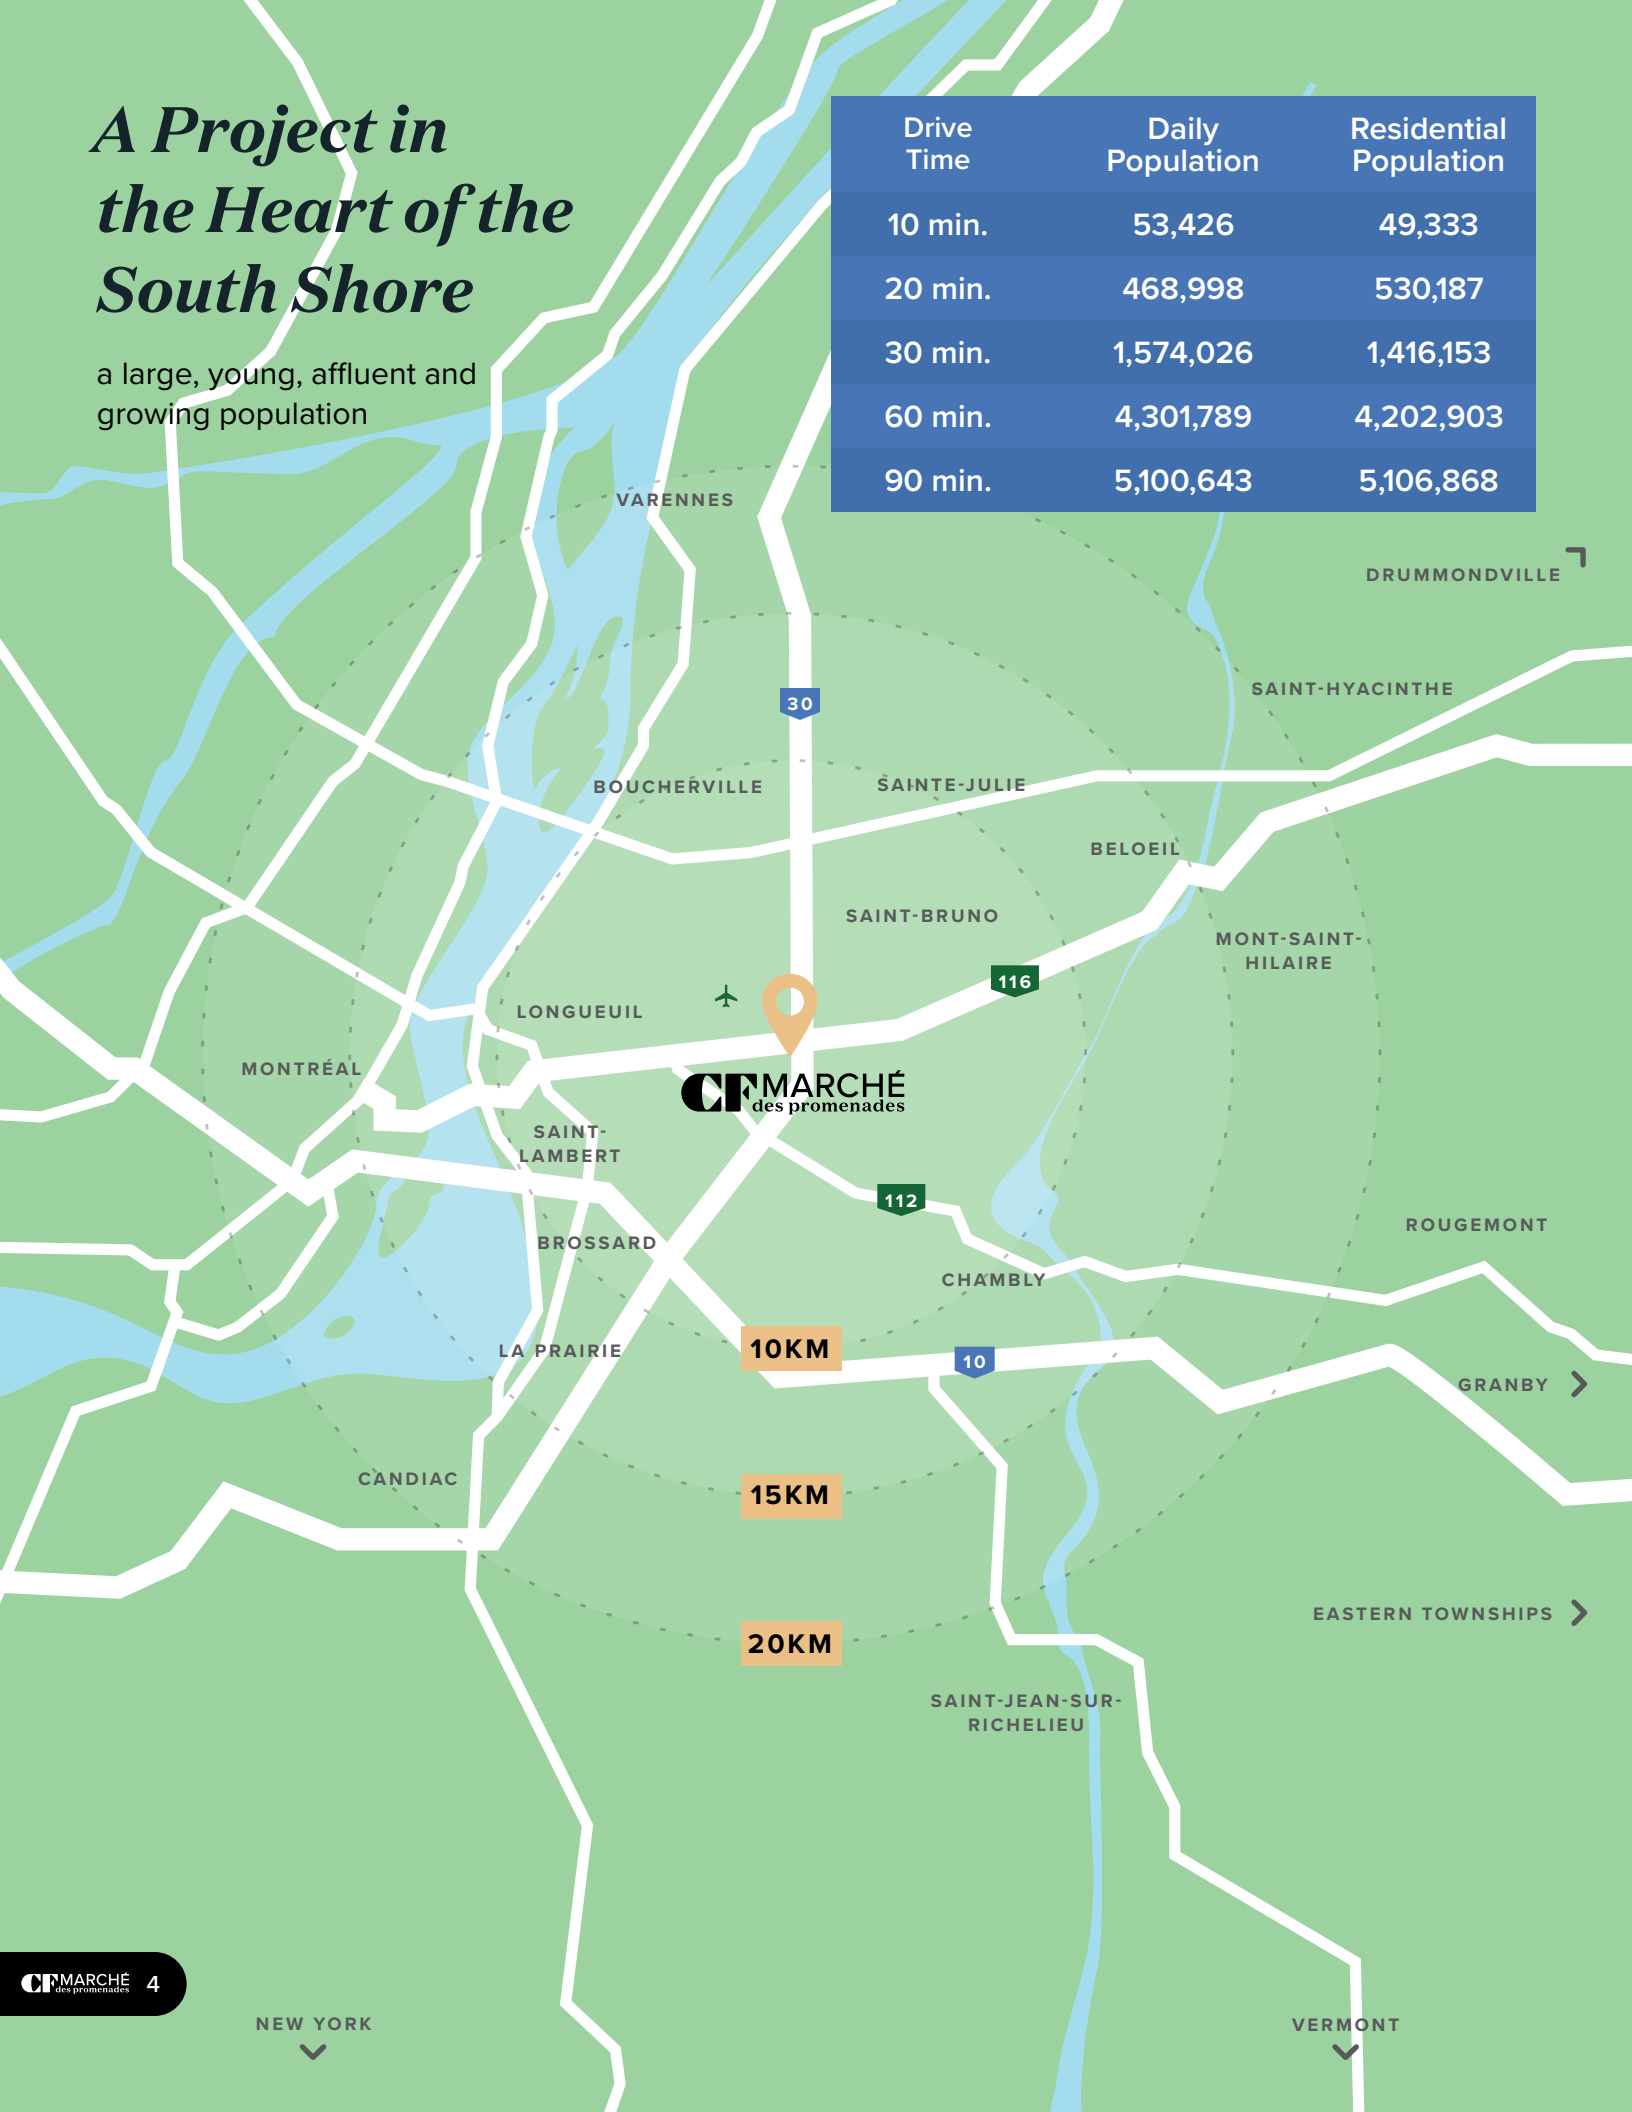 A Project in
the Heart of the
South Shore
a large, young, affluent and
growing population
Drive
Time
Daily
Population
Residential
Population
10 min. 53,426 49,333
20 min. 468,998 530,187
30 min. 1,574,026 1,416,153
60 min. 4,301,789 4,202,903
90 min. 5,100,643 5,106,868
VARENNES
DRUMMONDVILLE
SAINT-HYACINTHE
30
BOUCHERVILLE
SAINTE-JULIE
BELOEIL
SAINT-BRUNO
MONT-SAINT-
HILAIRE
116
LONGUEUIL
MONTRÉAL
CF MARCHÉ
des promenades
SAINT-
LAMBERT
112
ROUGEMONT
BROSSARD
CHAMBLY
10KM
LA PRAIRIE
10
GRANBY
CANDIAC
15KM
EASTERN TOWNSHIPS
20KM
SAINT-JEAN-SUR-
RICHELIEU
CF MARCHÉ
des promenades
4
NEW YORK
VERMONT